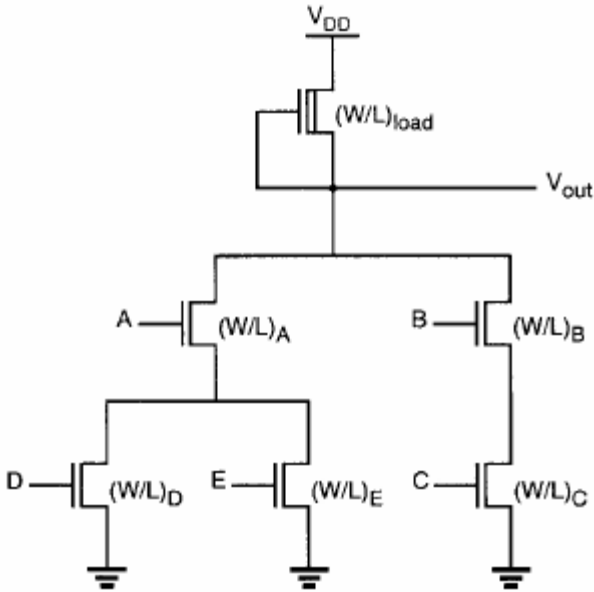 VDD
(W/L)load
Vout
A (W/L)A B (W/L)B
D (W/L)D E (W/L)E C (W/L)C